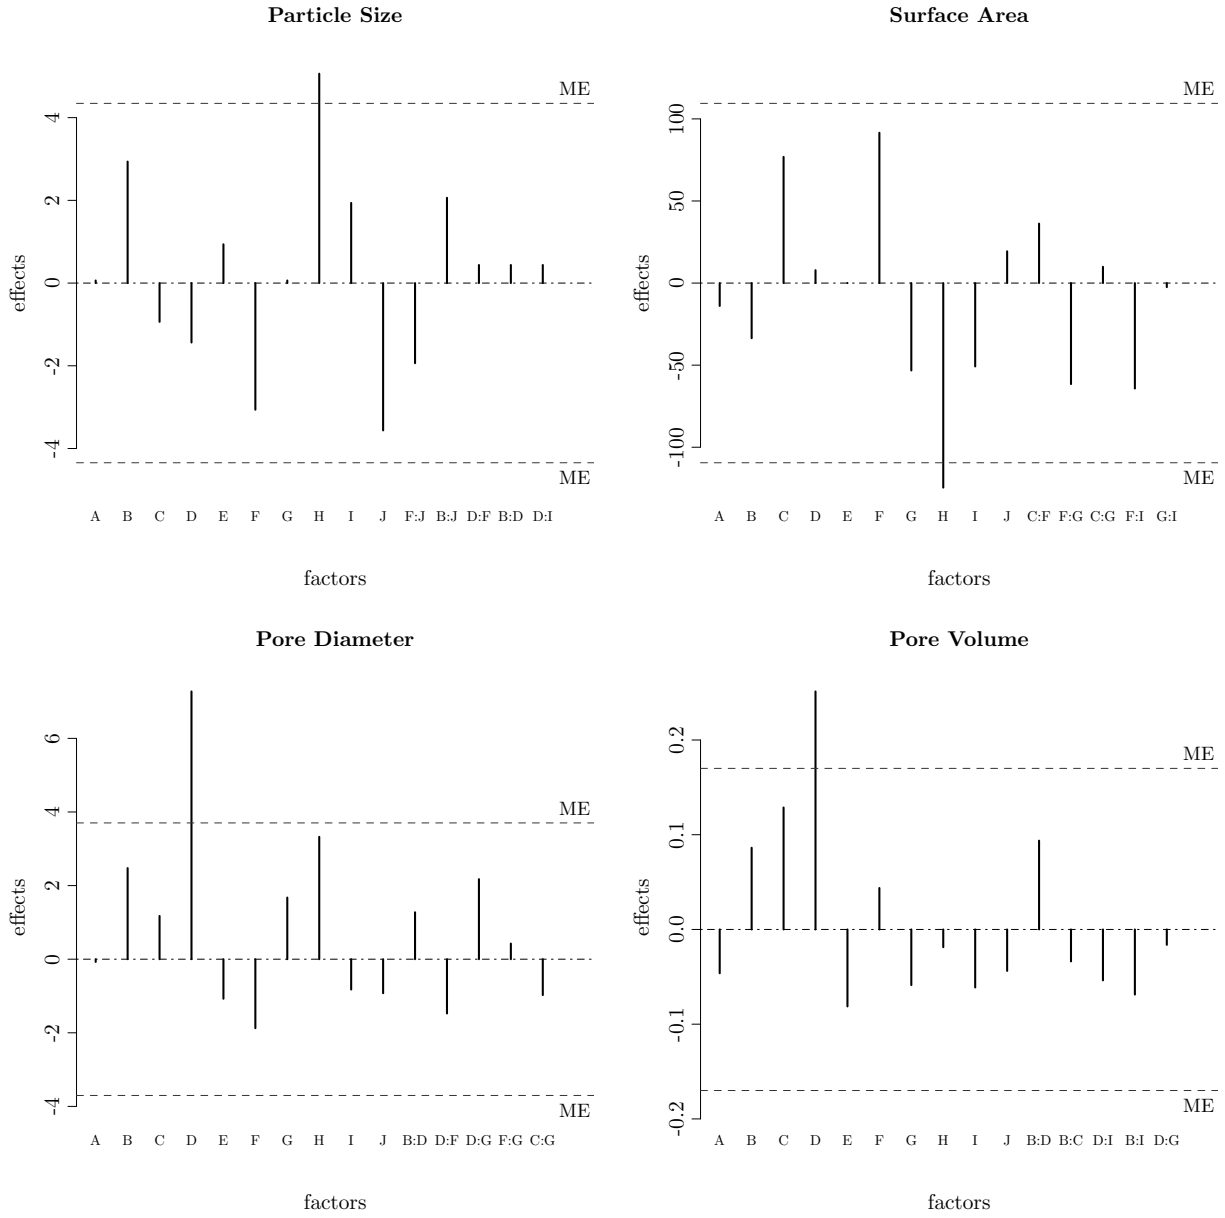 Particle Size
ME
4
2
0
-2
-4
effects
ME
A B C D E F G H I J F:J B:J D:F B:D D:I
factors
Surface Area
ME
100
50
0
-50
-100
effects
ME
A B C D E F G H I J C:F F:G C:G F:I G:I
factors
Pore Diameter
6
4
2
0
-2
-4
ME
effects
ME
A B C D E F G H I J B:D D:F D:G F:G C:G
factors
Pore Volume
0.2
0.1
0.0
-0.1
-0.2
ME
effects
ME
A B C D E F G H I J B:D B:C D:I B:I D:G
factors